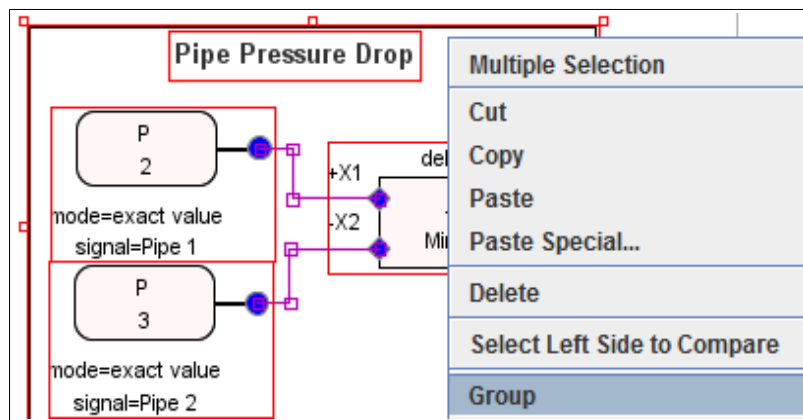 Pipe Pressure Drop
P
2
mode=exact value
signal=Pipe 1
P
3
mode=exact value
signal=Pipe 2
+X1
-X2
Multiple Selection
Cut
Copy
Paste
Paste Special...
Delete
Select Left Side to Compare
Group